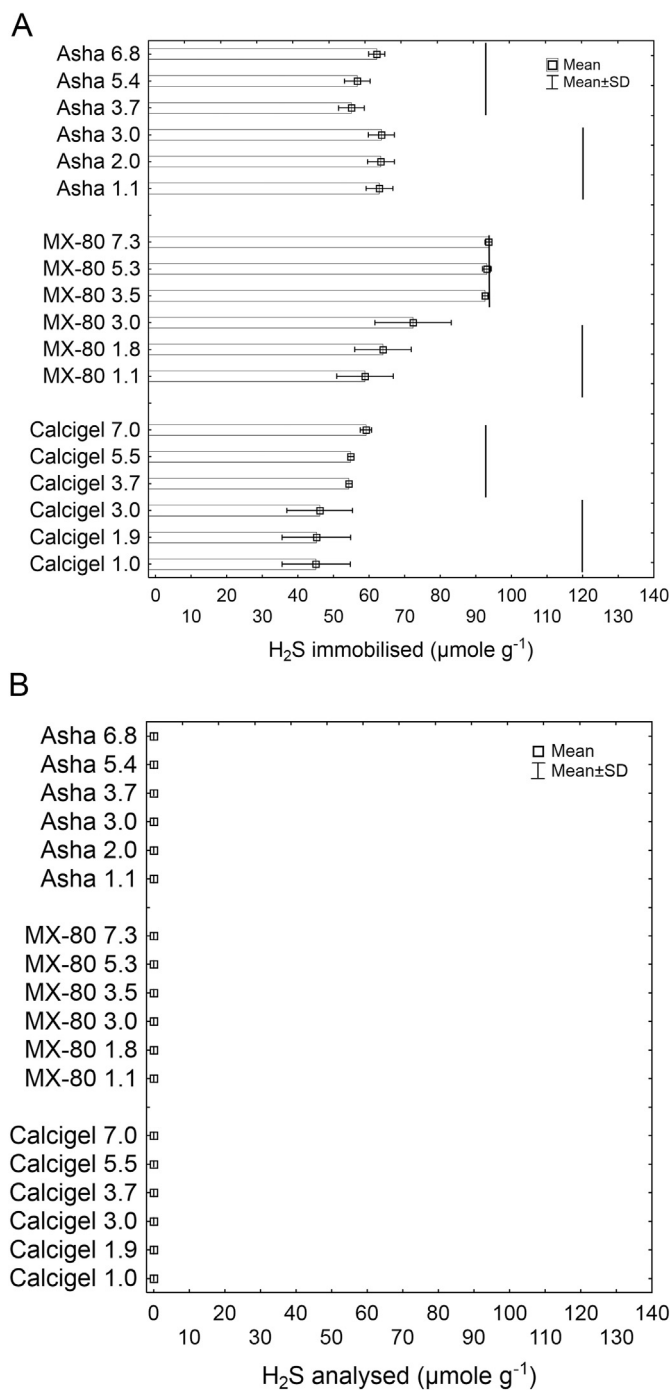 A
Asha 6.8
Asha 5.4
Asha 3.7
Asha 3.0
Asha 2.0
Asha 1.1
MX-80 7.3
MX-80 5.3
MX-80 3.5
MX-80 3.0
MX-80 1.8
MX-80 1.1
Calcigel 7.0
Calcigel 5.5
Calcigel 3.7
Calcigel 3.0
Calcigel 1.9
Calcigel 1.0
Mean
Mean±SD
0 20 40 60 80 100 120 140
10 30 50 70 90 110 130
H₂S immobilised (µmole g⁻¹)
B
Asha 6.8
Asha 5.4
Asha 3.7
Asha 3.0
Asha 2.0
Asha 1.1
MX-80 7.3
MX-80 5.3
MX-80 3.5
MX-80 3.0
MX-80 1.8
MX-80 1.1
Calcigel 7.0
Calcigel 5.5
Calcigel 3.7
Calcigel 3.0
Calcigel 1.9
Calcigel 1.0
Mean
Mean±SD
0 20 40 60 80 100 120 140
10 30 50 70 90 110 130
H₂S analysed (µmole g⁻¹)